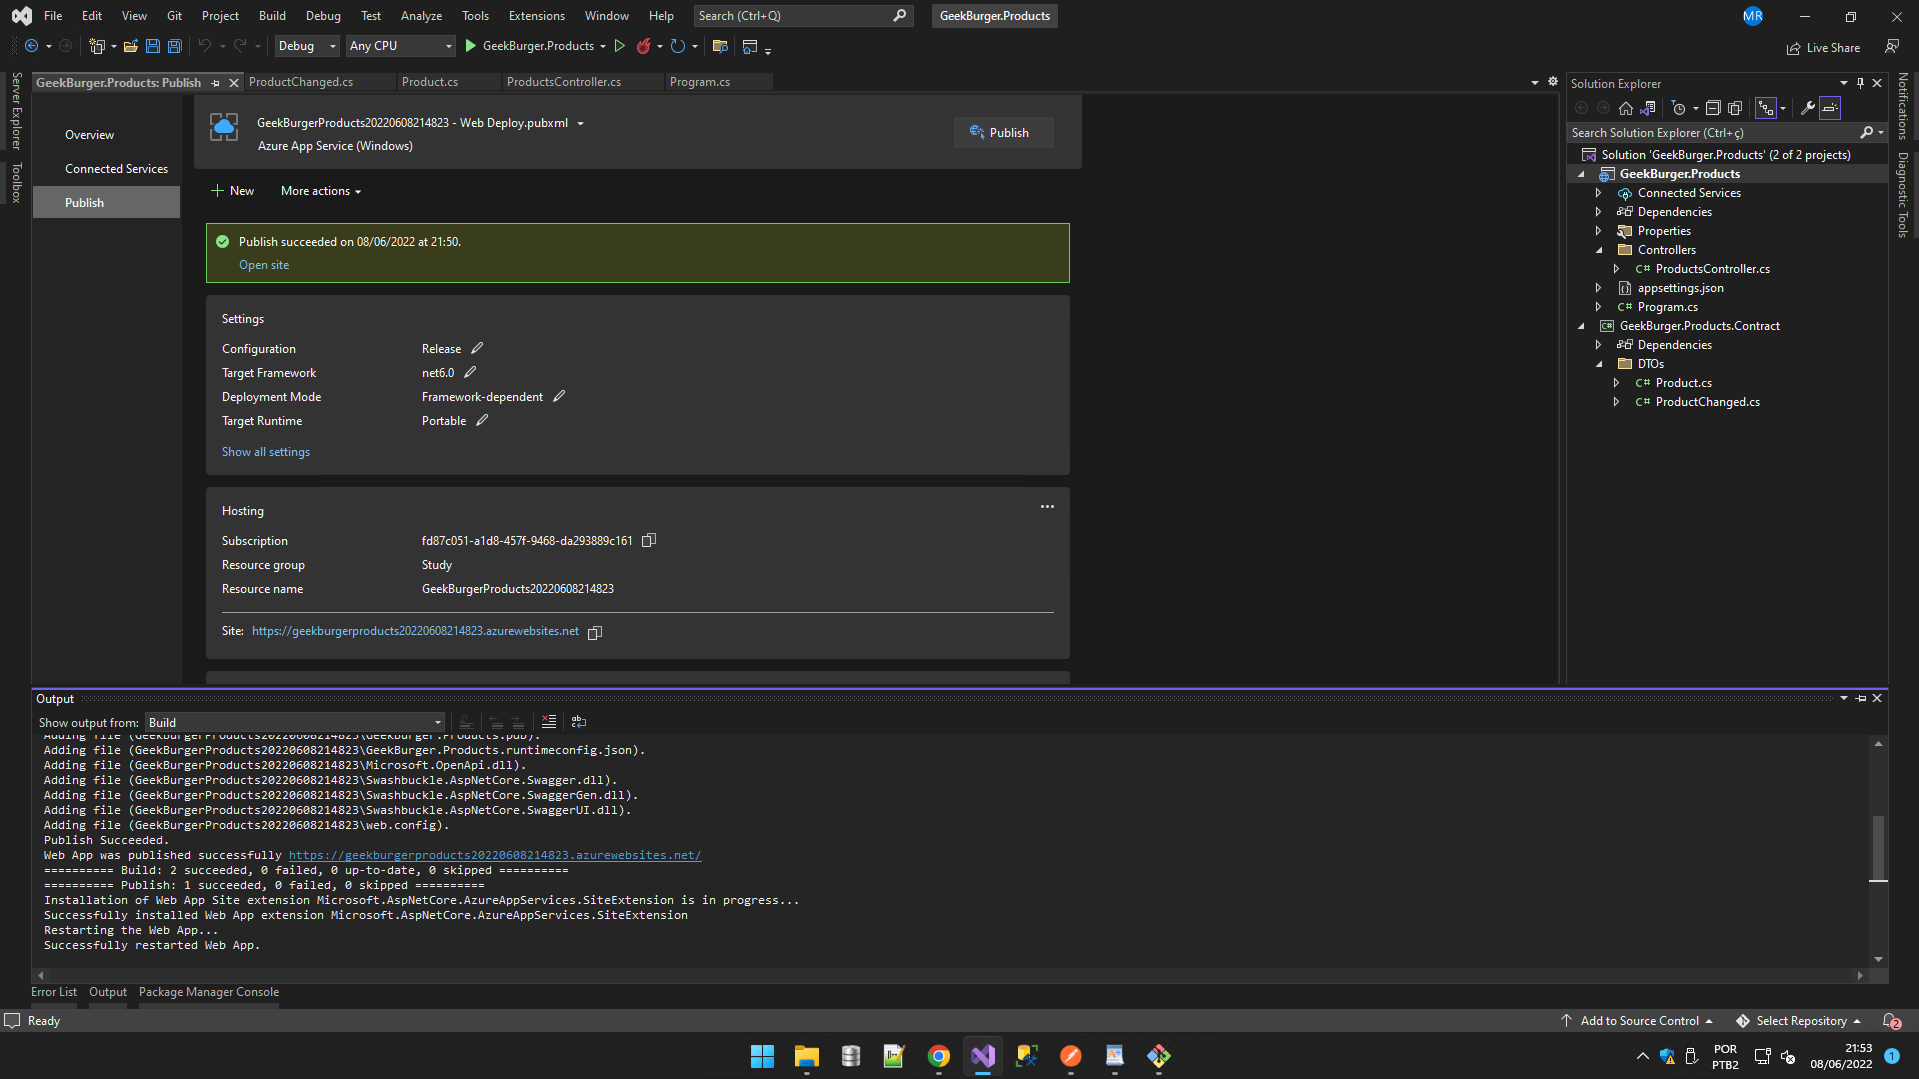 File Edit View Git Project Build Debug Test Analyze Tools Extensions Window Help Search (Ctrl+Q) GeekBurger.Products MR
Debug Any CPU GeekBurger.Products Live Share
Server Explorer
Toolbox
GeekBurger.Products: Publish ProductChanged.cs Product.cs ProductsController.cs Program.cs
Overview
Connected Services
Publish
GeekBurgerProducts20220608214823 - Web Deploy.pubxml
Azure App Service (Windows)
Publish
New More actions
Publish succeeded on 08/06/2022 at 21:50.
Open site
Settings
Configuration Release
Target Framework net6.0
Deployment Mode Framework-dependent
Target Runtime Portable
Show all settings
Hosting
Subscription fd87c051-a1d8-457f-9468-da293889c161
Resource group Study
Resource name GeekBurgerProducts20220608214823
Site: https://geekburgerproducts20220608214823.azurewebsites.net
Solution Explorer
Search Solution Explorer (Ctrl+ç)
Solution 'GeekBurger.Products' (2 of 2 projects)
GeekBurger.Products
Connected Services
Dependencies
Properties
Controllers
C# ProductsController.cs
appsettings.json
C# Program.cs
C# GeekBurger.Products.Contract
Dependencies
DTOs
C# Product.cs
C# ProductChanged.cs
Notifications
Diagnostic Tools
Output
Show output from: Build
Adding file (GeekBurgerProducts20220608214823\GeekBurger.Products.pdb).
Adding file (GeekBurgerProducts20220608214823\GeekBurger.Products.runtimeconfig.json).
Adding file (GeekBurgerProducts20220608214823\Microsoft.OpenApi.dll).
Adding file (GeekBurgerProducts20220608214823\Swashbuckle.AspNetCore.Swagger.dll).
Adding file (GeekBurgerProducts20220608214823\Swashbuckle.AspNetCore.SwaggerGen.dll).
Adding file (GeekBurgerProducts20220608214823\Swashbuckle.AspNetCore.SwaggerUI.dll).
Adding file (GeekBurgerProducts20220608214823\web.config).
Publish Succeeded.
Web App was published successfully https://geekburgerproducts20220608214823.azurewebsites.net/
========== Build: 2 succeeded, 0 failed, 0 up-to-date, 0 skipped ==========
========== Publish: 1 succeeded, 0 failed, 0 skipped ==========
Installation of Web App Site extension Microsoft.AspNetCore.AzureAppServices.SiteExtension is in progress...
Successfully installed Web App extension Microsoft.AspNetCore.AzureAppServices.SiteExtension
Restarting the Web App...
Successfully restarted Web App.
Error List Output Package Manager Console
Ready Add to Source Control Select Repository 2
POR
PTB2
21:53
08/06/2022
1